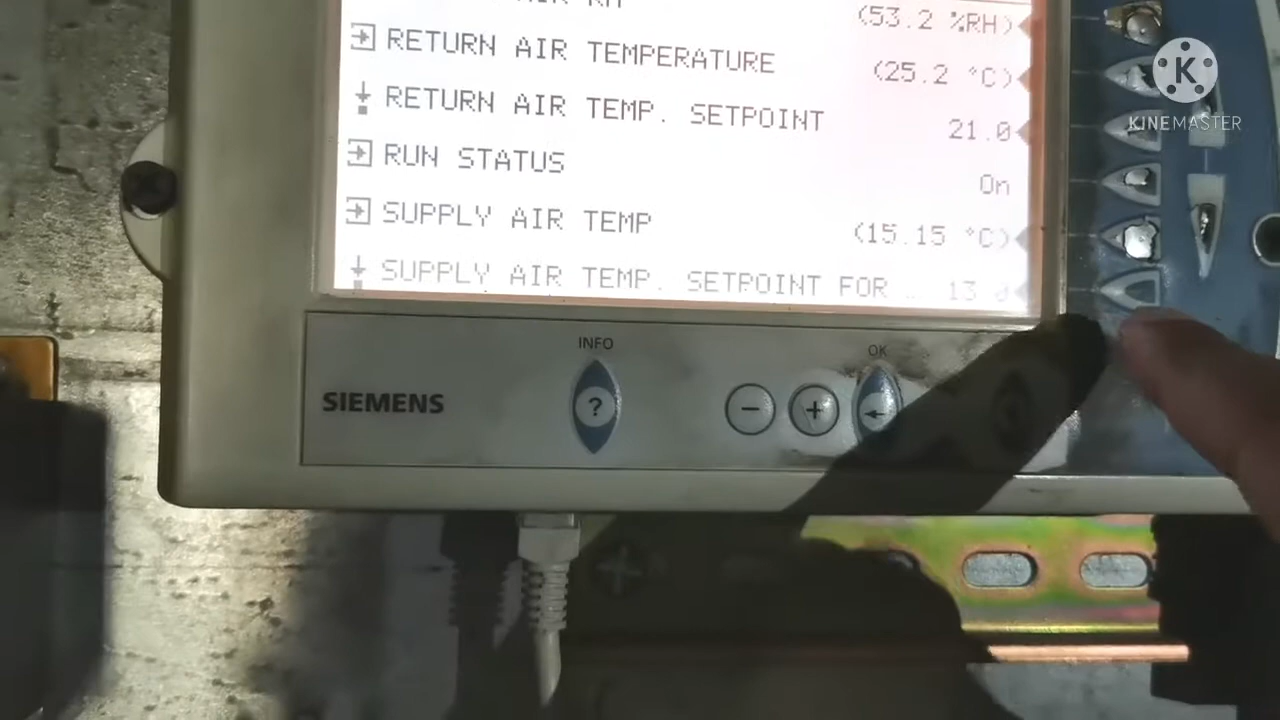 (53.2 %RH)
RETURN AIR TEMPERATURE (25.2 °C)
RETURN AIR TEMP. SETPOINT 21.0
RUN STATUS On
SUPPLY AIR TEMP (15.15 °C)
SUPPLY AIR TEMP. SETPOINT FOR ..
INFO
OK
SIEMENS
?
− +
K
KINEMASTER